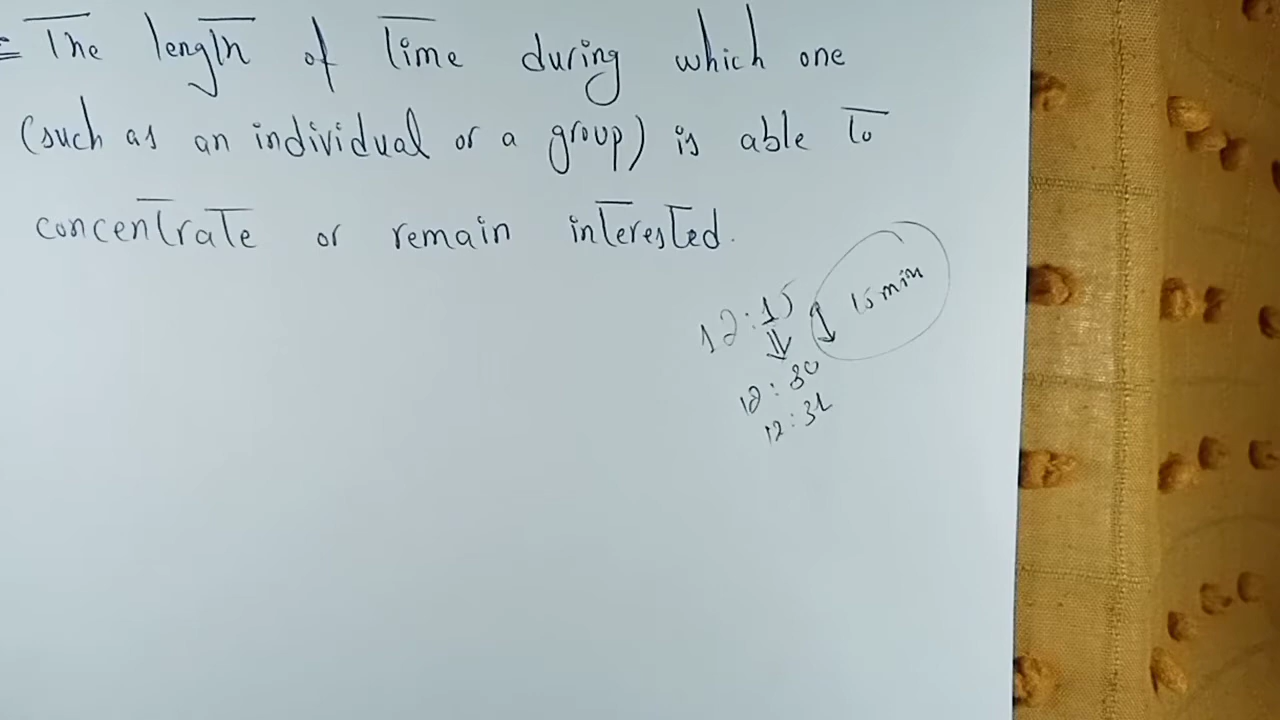 = The length of time during which one
(such as an individual or a group) is able to
concentrate or remain interested.
12:15
15 min
12:30
12:31